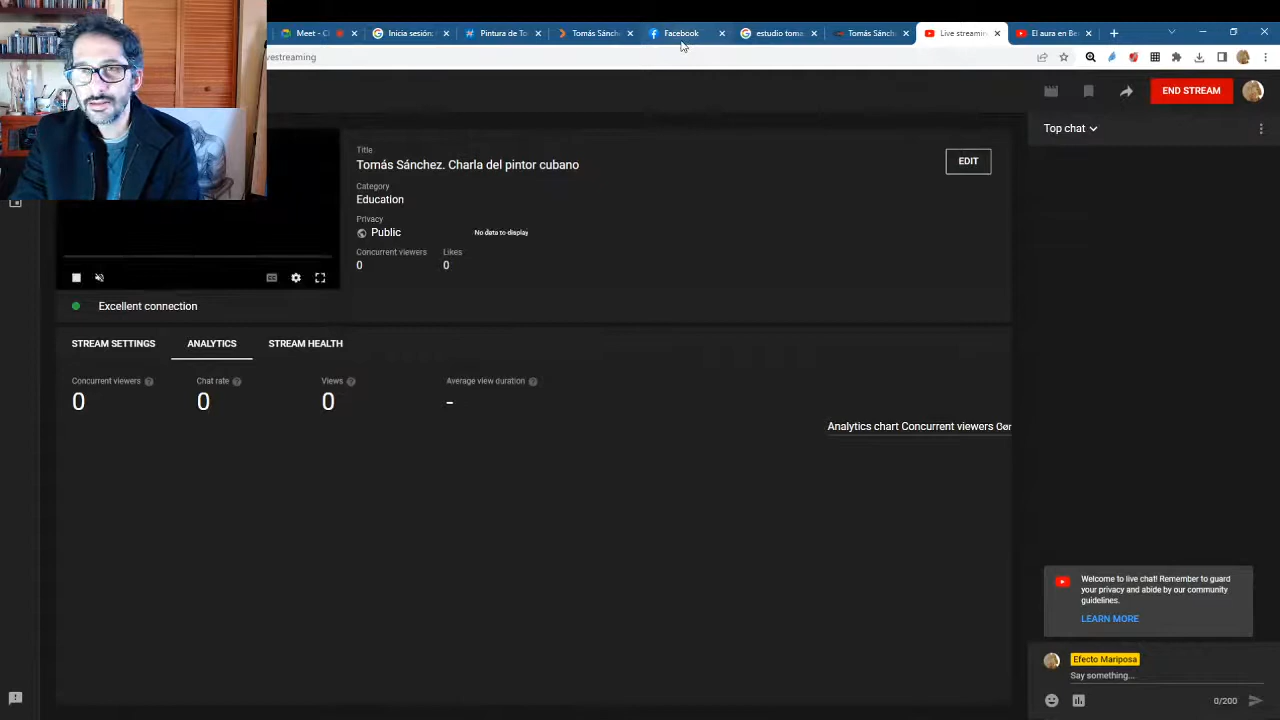 Meet - C
Inicia sesión:
Pintura de To
Tomás Sánch
Facebook
estudio toma
Tomás Sánch
Live streamin
El aura en Be
vestreaming
END STREAM
Top chat
Title
Tomás Sánchez. Charla del pintor cubano
EDIT
Category
Education
Privacy
Public
No data to display
Concurrent viewers
Likes
0
0
Excellent connection
STREAM SETTINGS
ANALYTICS
STREAM HEALTH
Concurrent viewers
Chat rate
Views
Average view duration
0
0
0
-
Analytics chart Concurrent viewers
Welcome to live chat! Remember to guard
your privacy and abide by our community
guidelines.
LEARN MORE
Efecto Mariposa
Say something...
0/200